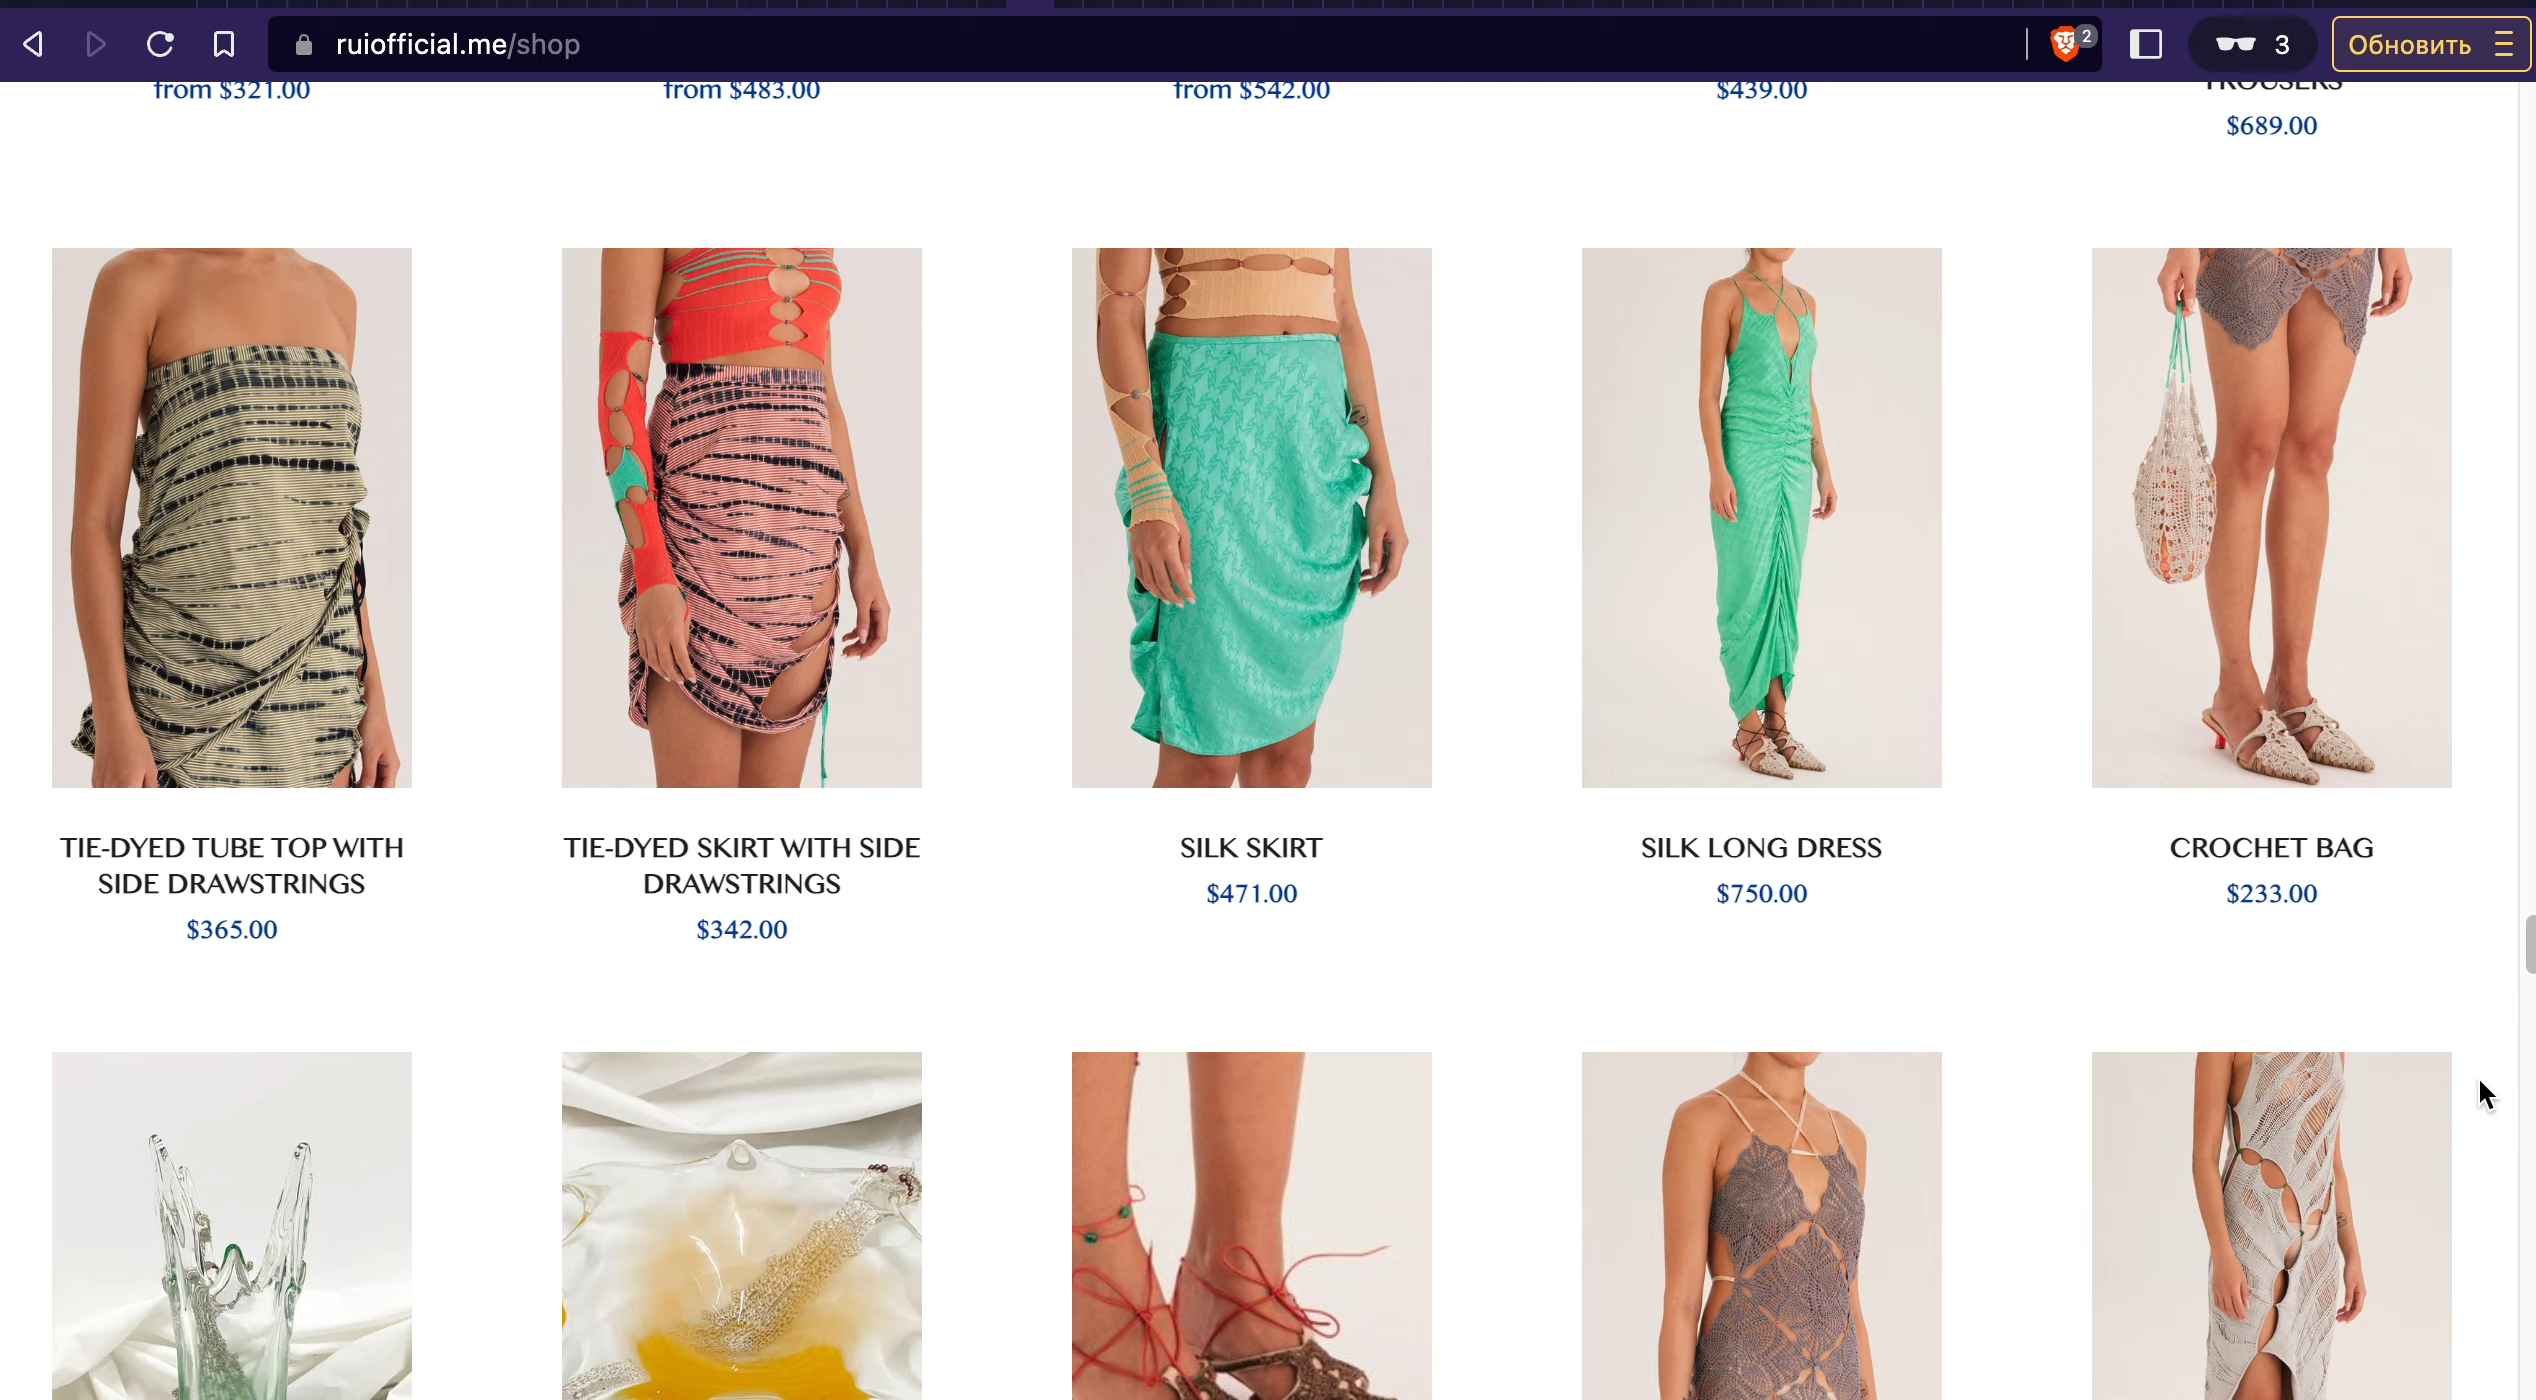 ruiofficial.me/shop
2
3
Обновить
from $321.00
from $483.00
from $542.00
$439.00
TROUSERS
$689.00
TIE-DYED TUBE TOP WITH
SIDE DRAWSTRINGS
$365.00
TIE-DYED SKIRT WITH SIDE
DRAWSTRINGS
$342.00
SILK SKIRT
$471.00
SILK LONG DRESS
$750.00
CROCHET BAG
$233.00